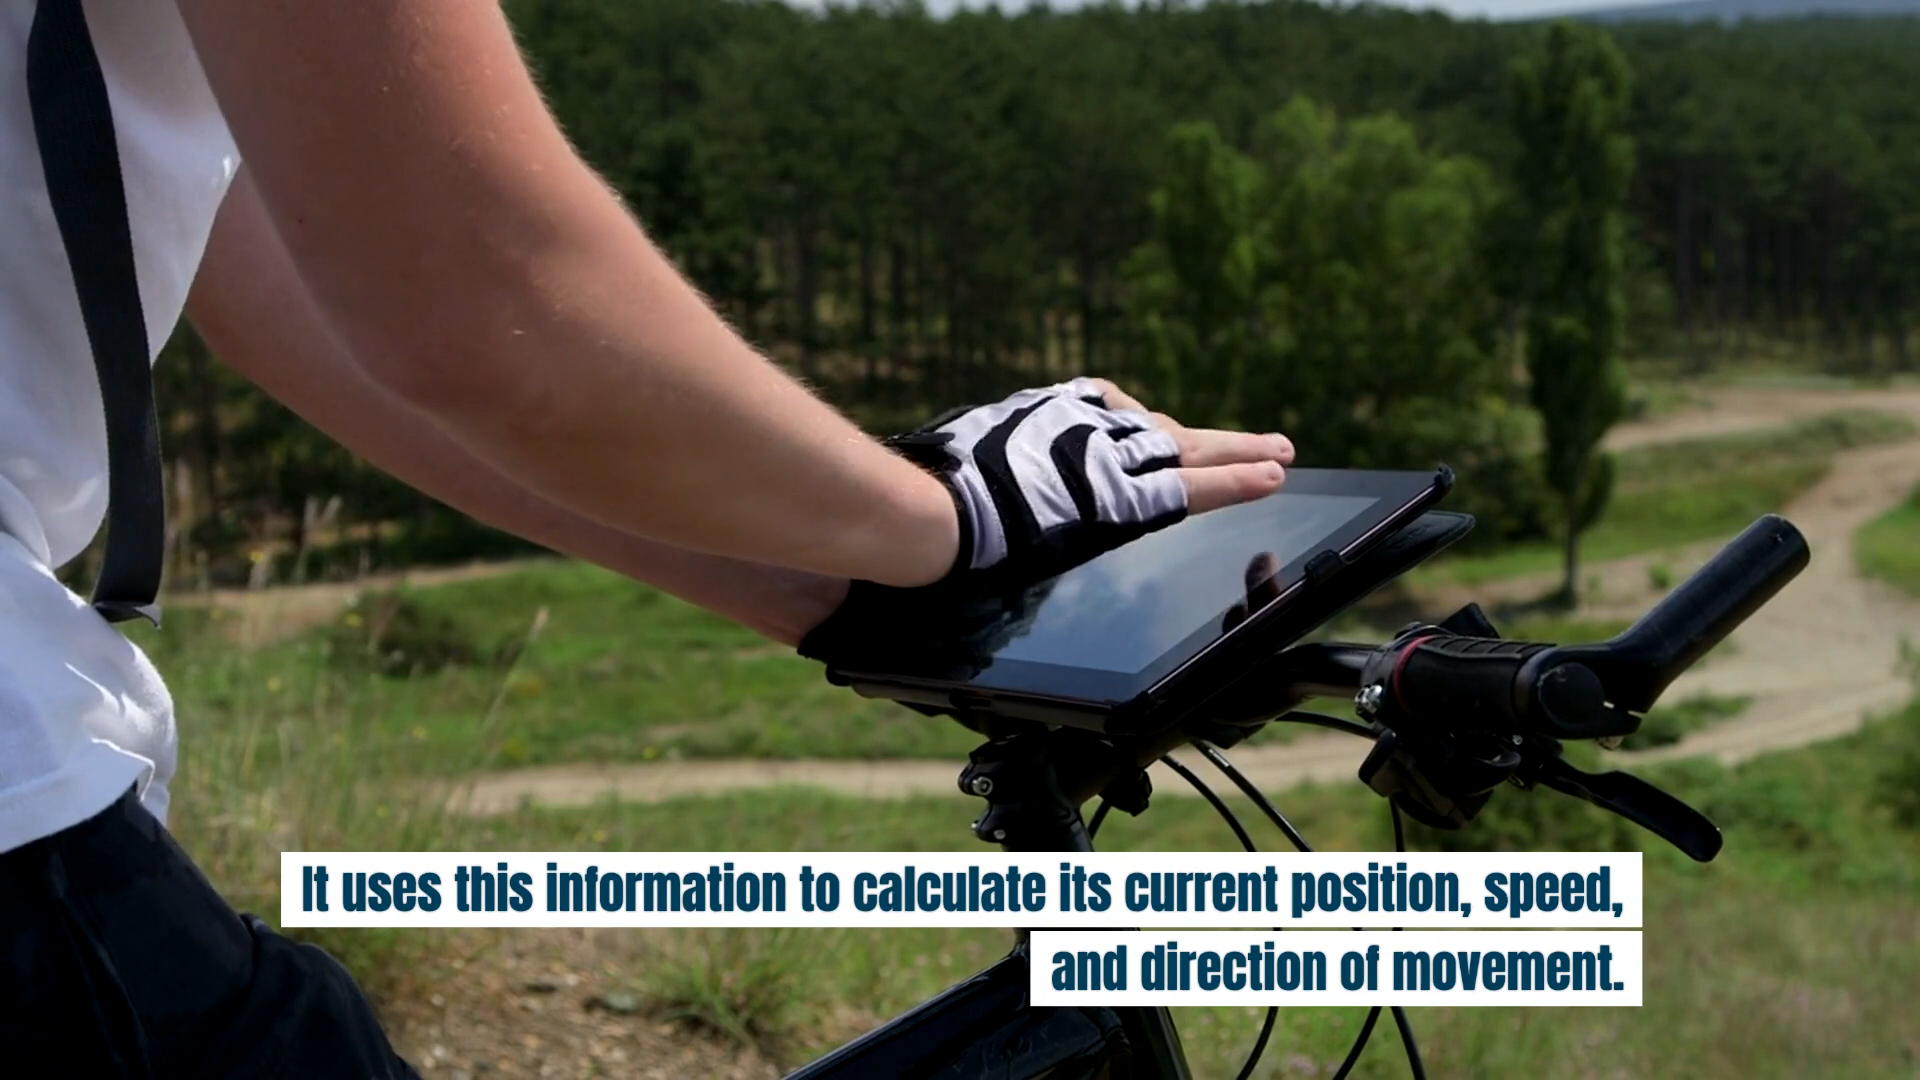 It uses this information to calculate its current position, speed,
and direction of movement.